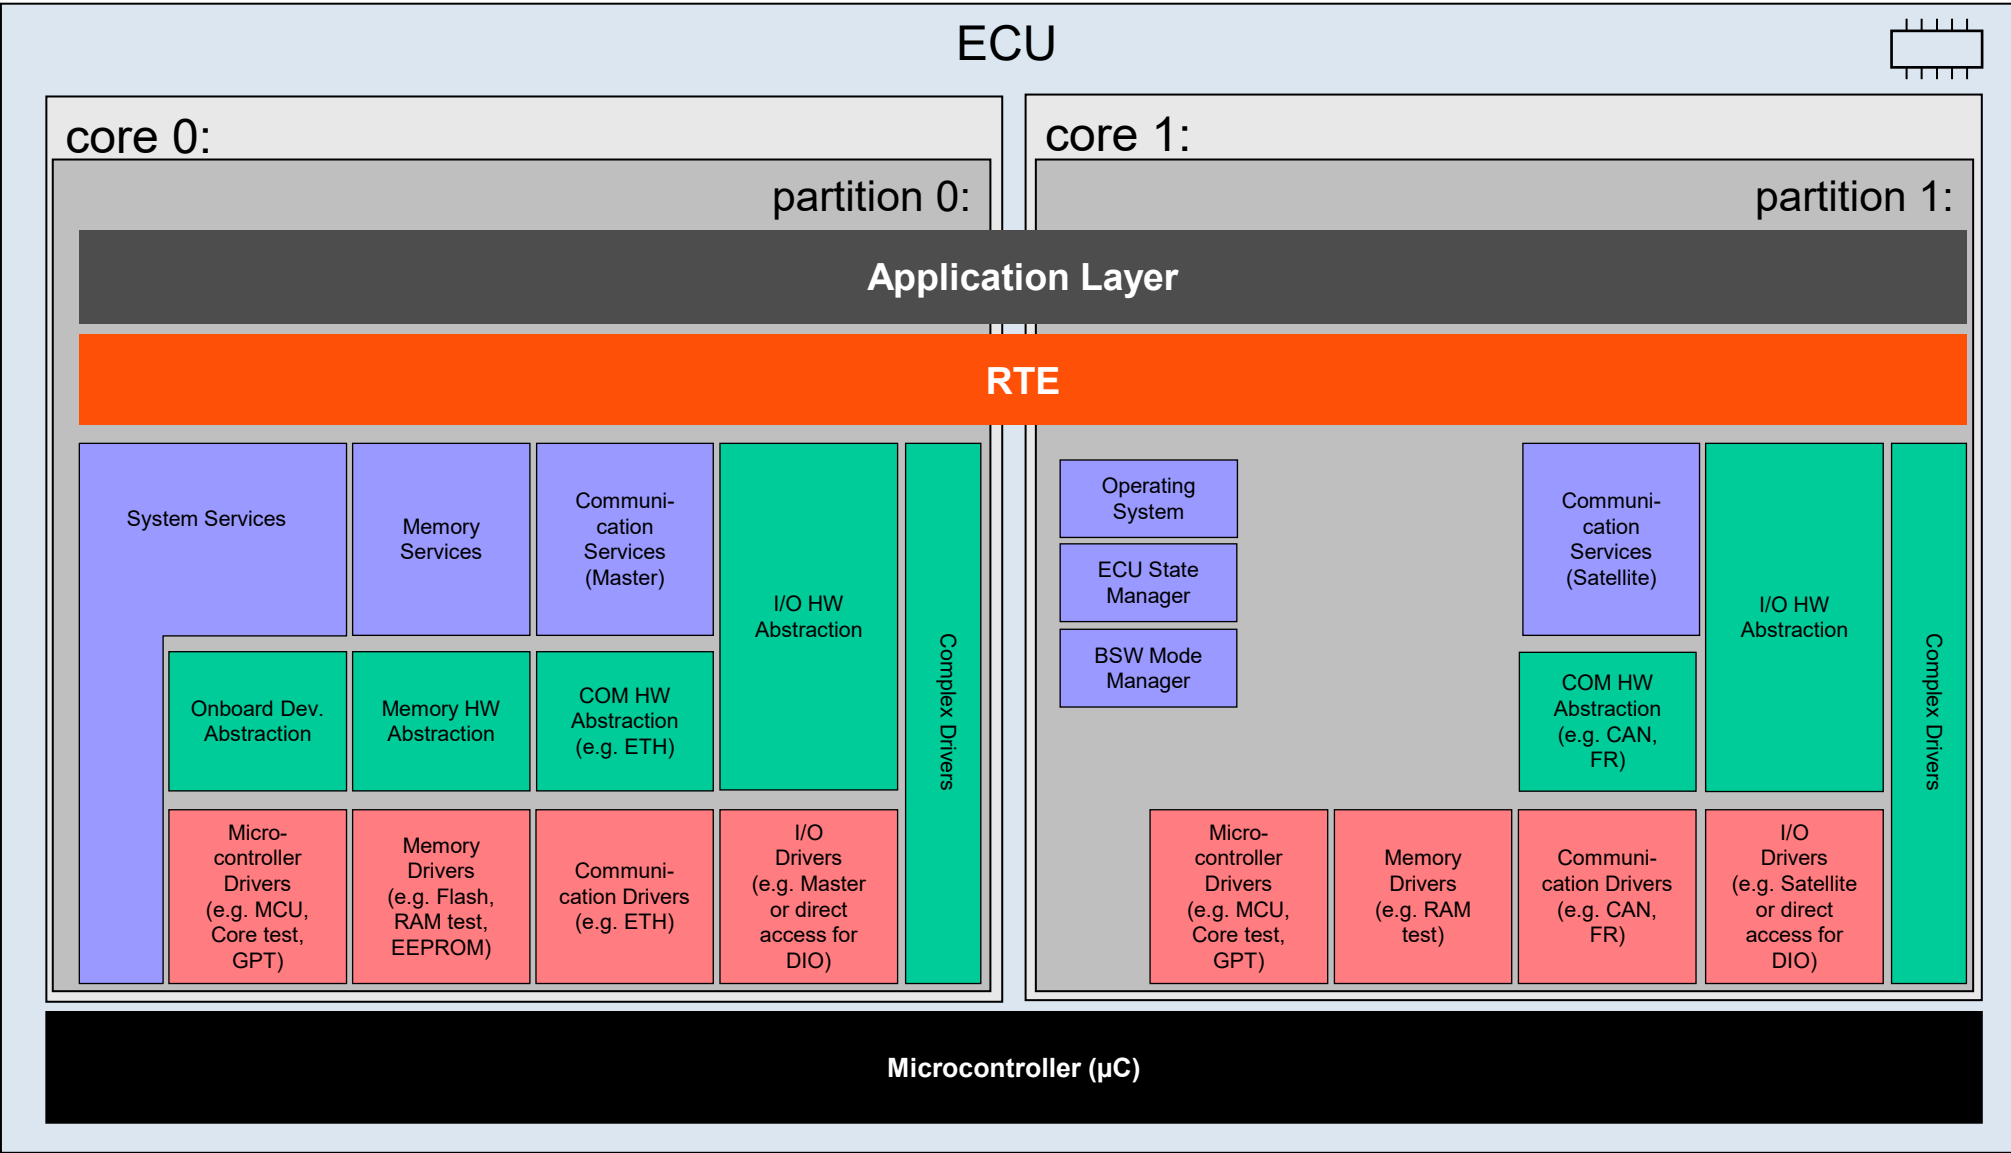 ECU
core 0:
partition 0:
core 1:
partition 1:
Application Layer
RTE
System Services
Memory
Services
Communi-
cation
Services
(Master)
I/O HW
Abstraction
Complex Drivers
Onboard Dev.
Abstraction
Memory HW
Abstraction
COM HW
Abstraction
(e.g. ETH)
Micro-
controller
Drivers
(e.g. MCU,
Core test,
GPT)
Memory
Drivers
(e.g. Flash,
RAM test,
EEPROM)
Communi-
cation Drivers
(e.g. ETH)
I/O
Drivers
(e.g. Master
or direct
access for
DIO)
Operating
System
ECU State
Manager
BSW Mode
Manager
Communi-
cation
Services
(Satellite)
I/O HW
Abstraction
Complex Drivers
COM HW
Abstraction
(e.g. CAN,
FR)
Micro-
controller
Drivers
(e.g. MCU,
Core test,
GPT)
Memory
Drivers
(e.g. RAM
test)
Communi-
cation Drivers
(e.g. CAN,
FR)
I/O
Drivers
(e.g. Satellite
or direct
access for
DIO)
Microcontroller (µC)